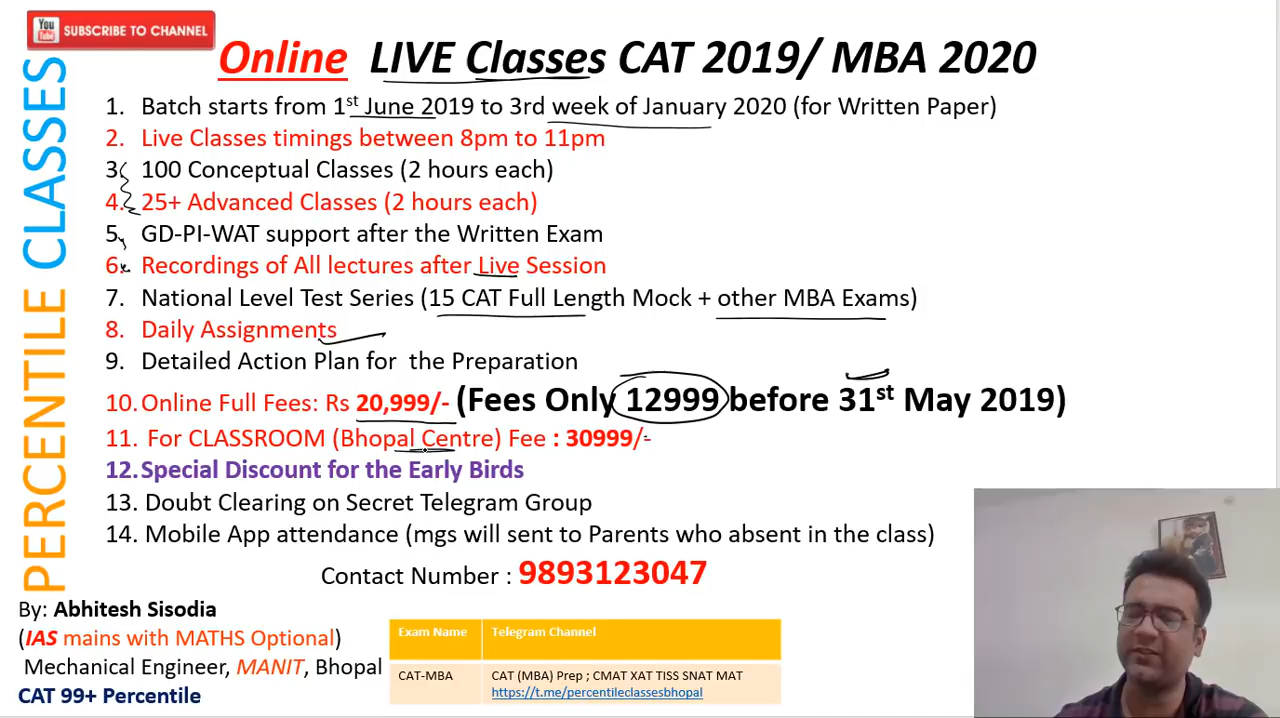 You Tube SUBSCRIBE TO CHANNEL
PERCENTILE CLASSES
Online LIVE Classes CAT 2019/ MBA 2020
1. Batch starts from 1st June 2019 to 3rd week of January 2020 (for Written Paper)
2. Live Classes timings between 8pm to 11pm
3. 100 Conceptual Classes (2 hours each)
4. 25+ Advanced Classes (2 hours each)
5. GD-PI-WAT support after the Written Exam
6. Recordings of All lectures after Live Session
7. National Level Test Series (15 CAT Full Length Mock + other MBA Exams)
8. Daily Assignments
9. Detailed Action Plan for the Preparation
10. Online Full Fees: Rs 20,999/- (Fees Only 12999 before 31st May 2019)
11. For CLASSROOM (Bhopal Centre) Fee : 30999/-
12. Special Discount for the Early Birds
13. Doubt Clearing on Secret Telegram Group
14. Mobile App attendance (mgs will sent to Parents who absent in the class)
Contact Number : 9893123047
By: Abhitesh Sisodia
(IAS mains with MATHS Optional)
Mechanical Engineer, MANIT, Bhopal
CAT 99+ Percentile
Exam Name Telegram Channel
CAT-MBA CAT (MBA) Prep ; CMAT XAT TISS SNAT MAT
https://t.me/percentileclassesbhopal